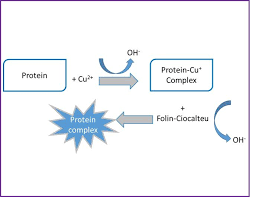 OH⁻
Protein
+ Cu²⁺
Protein-Cu⁺
Complex
+
Folin-Ciocalteu
Protein
complex
OH⁻